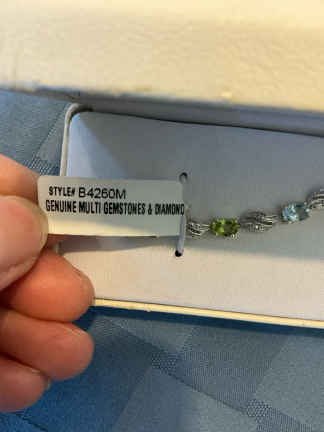 STYLE# B4260M
GENUINE MULTI GEMSTONES & DIAMOND